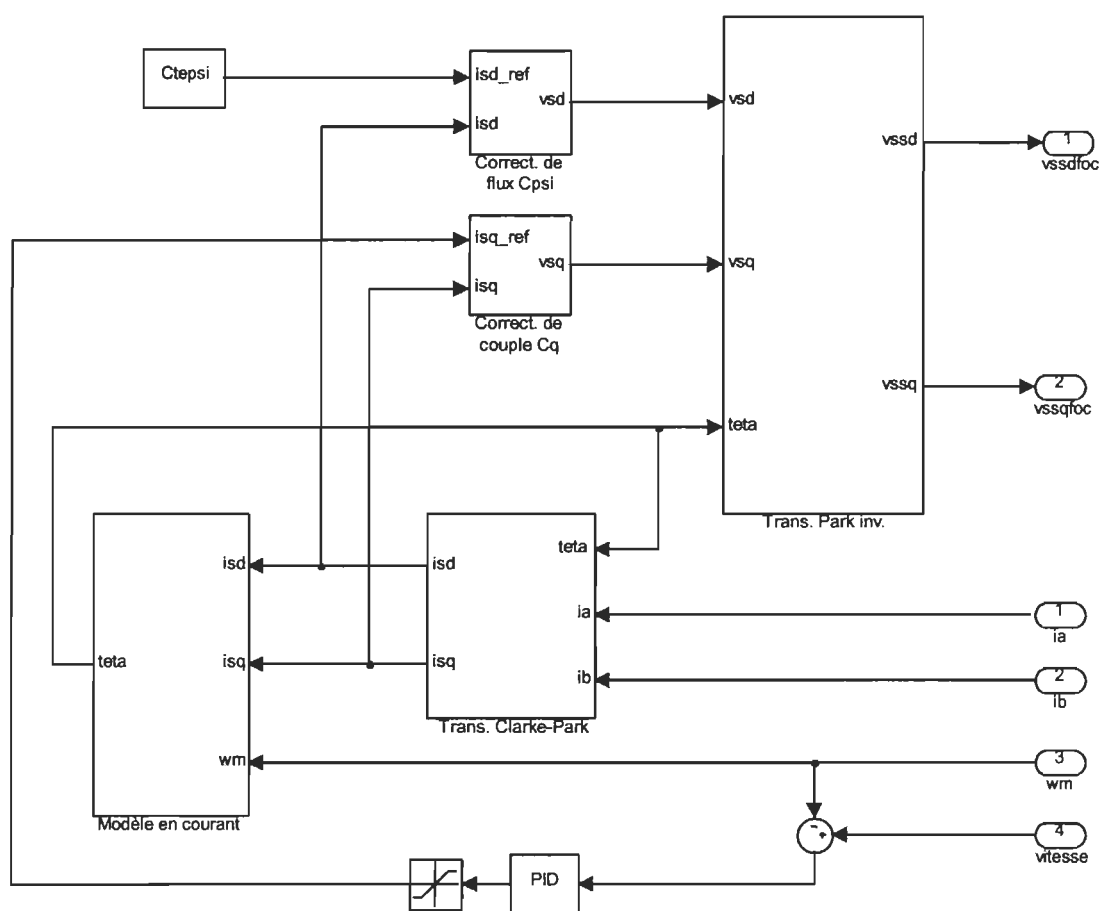 Ctepsi
isd_ref
isd
vsd
Correct. de
flux Cpsi
isq_ref
isq
vsq
Correct. de
couple Cq
vsd
vsq
teta
vssd
vssq
Trans. Park inv.
1
vssdfoc
2
vssqfoc
teta
isd
isq
wm
Modèle en courant
isd
isq
teta
ia
ib
Trans. Clarke-Park
1
ia
2
ib
3
wm
4
vitesse
- +
PID